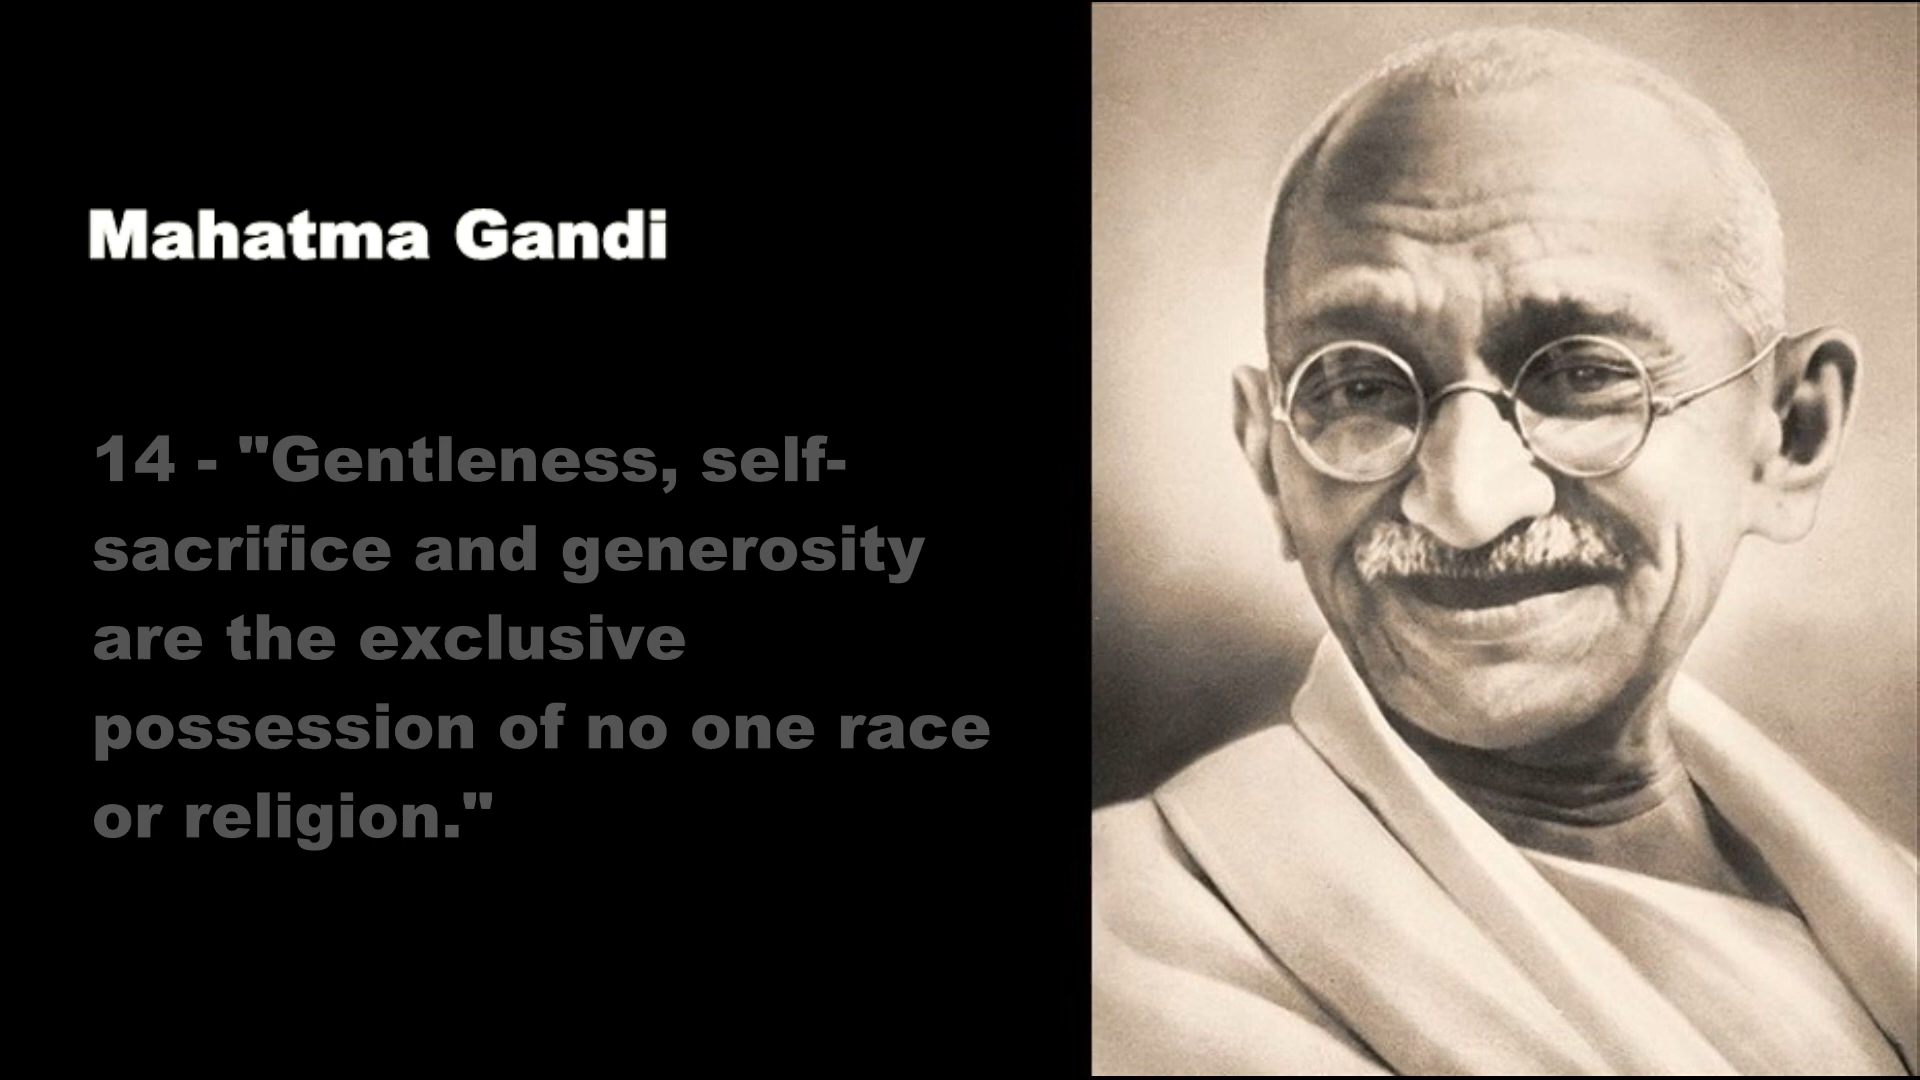 Mahatma Gandi
14 - "Gentleness, self-
sacrifice and generosity
are the exclusive
possession of no one race
or religion."